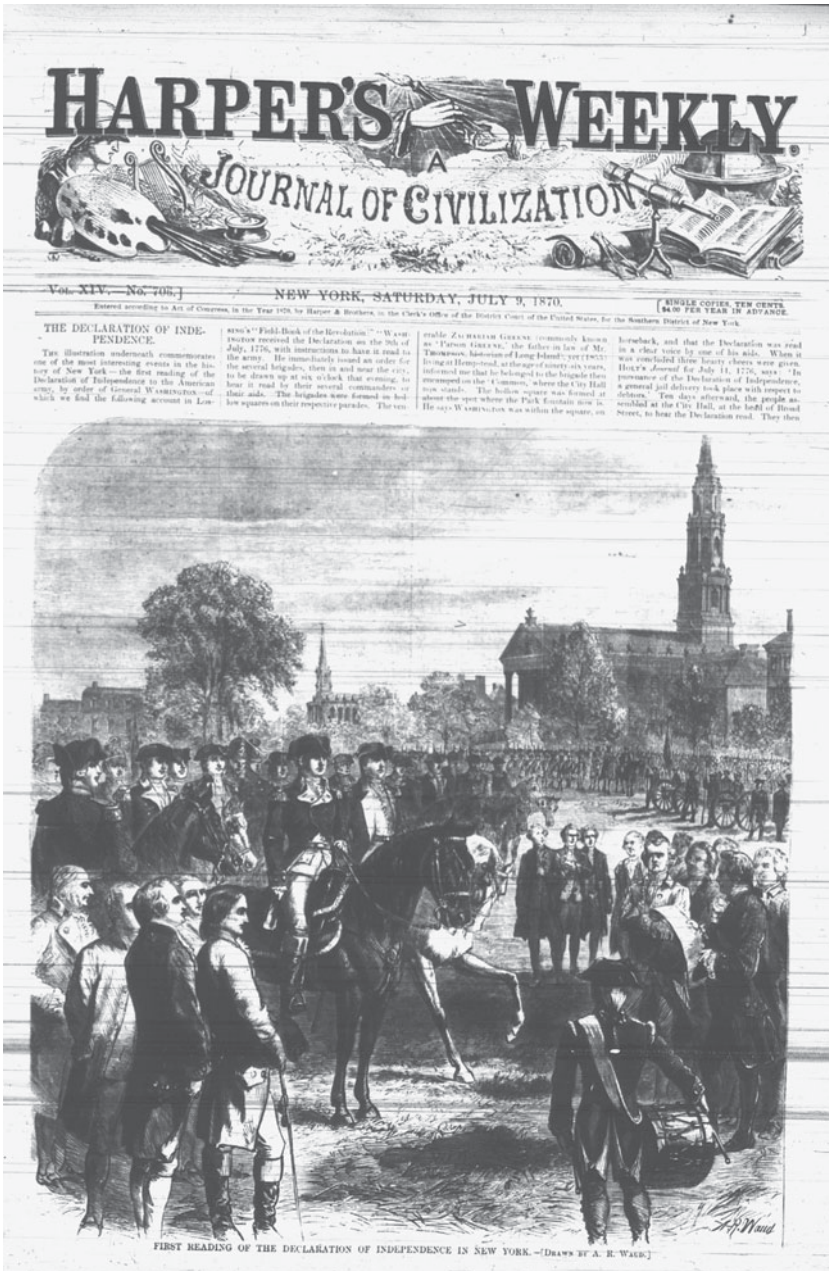 HARPER'S WEEKLY.
A
JOURNAL OF CIVILIZATION
VOL. XIV.—No. 706.]
NEW YORK, SATURDAY, JULY 9, 1870.
[SINGLE COPIES, TEN CENTS.
$4.00 PER YEAR IN ADVANCE.
Entered according to Act of Congress, in the Year 1870, by Harper & Brothers, in the Clerk's Office of the District Court of the United States, for the Southern District of New York.
THE DECLARATION OF INDE-
PENDENCE.
THE illustration underneath commemorates
one of the most interesting events in the his-
tory of New York—the first reading of the
Declaration of Independence to the American
army, by order of General WASHINGTON—of
which we find the following account in Los-
SING's "Field-Book of the Revolution:" "WASH-
INGTON received the Declaration on the 9th of
July, 1776, with instructions to have it read to
the army. He immediately issued an order for
the several brigades, then in and near the city,
to be drawn up at six o'clock that evening, to
hear it read by their several commanders or
their aids. The brigades were formed in hol-
low squares on their respective parades. The ven-
erable ZACHARIAH GREENE (commonly known
as 'Parson GREENE,' the father in law of Mr.
THOMPSON, historian of Long Island), yet (1855)
living at Hempstead, at the age of ninety-six years,
informed me that he belonged to the brigade then
encamped on the 'Common,' where the City Hall
now stands. The hollow square was formed at
about the spot where the Park fountain now is.
He says WASHINGTON was within the square, on
horseback, and that the Declaration was read
in a clear voice by one of his aids. When it
was concluded three hearty cheers were given.
HOLT's Journal for July 11, 1776, says: 'In
pursuance of the Declaration of Independence,
a general jail delivery took place with respect to
debtors.' Ten days afterward, the people as-
sembled at the City Hall, at the head of Broad
Street, to hear the Declaration read. They then
A.R. Waud
FIRST READING OF THE DECLARATION OF INDEPENDENCE IN NEW YORK.—[DRAWN BY A. R. WAUD.]